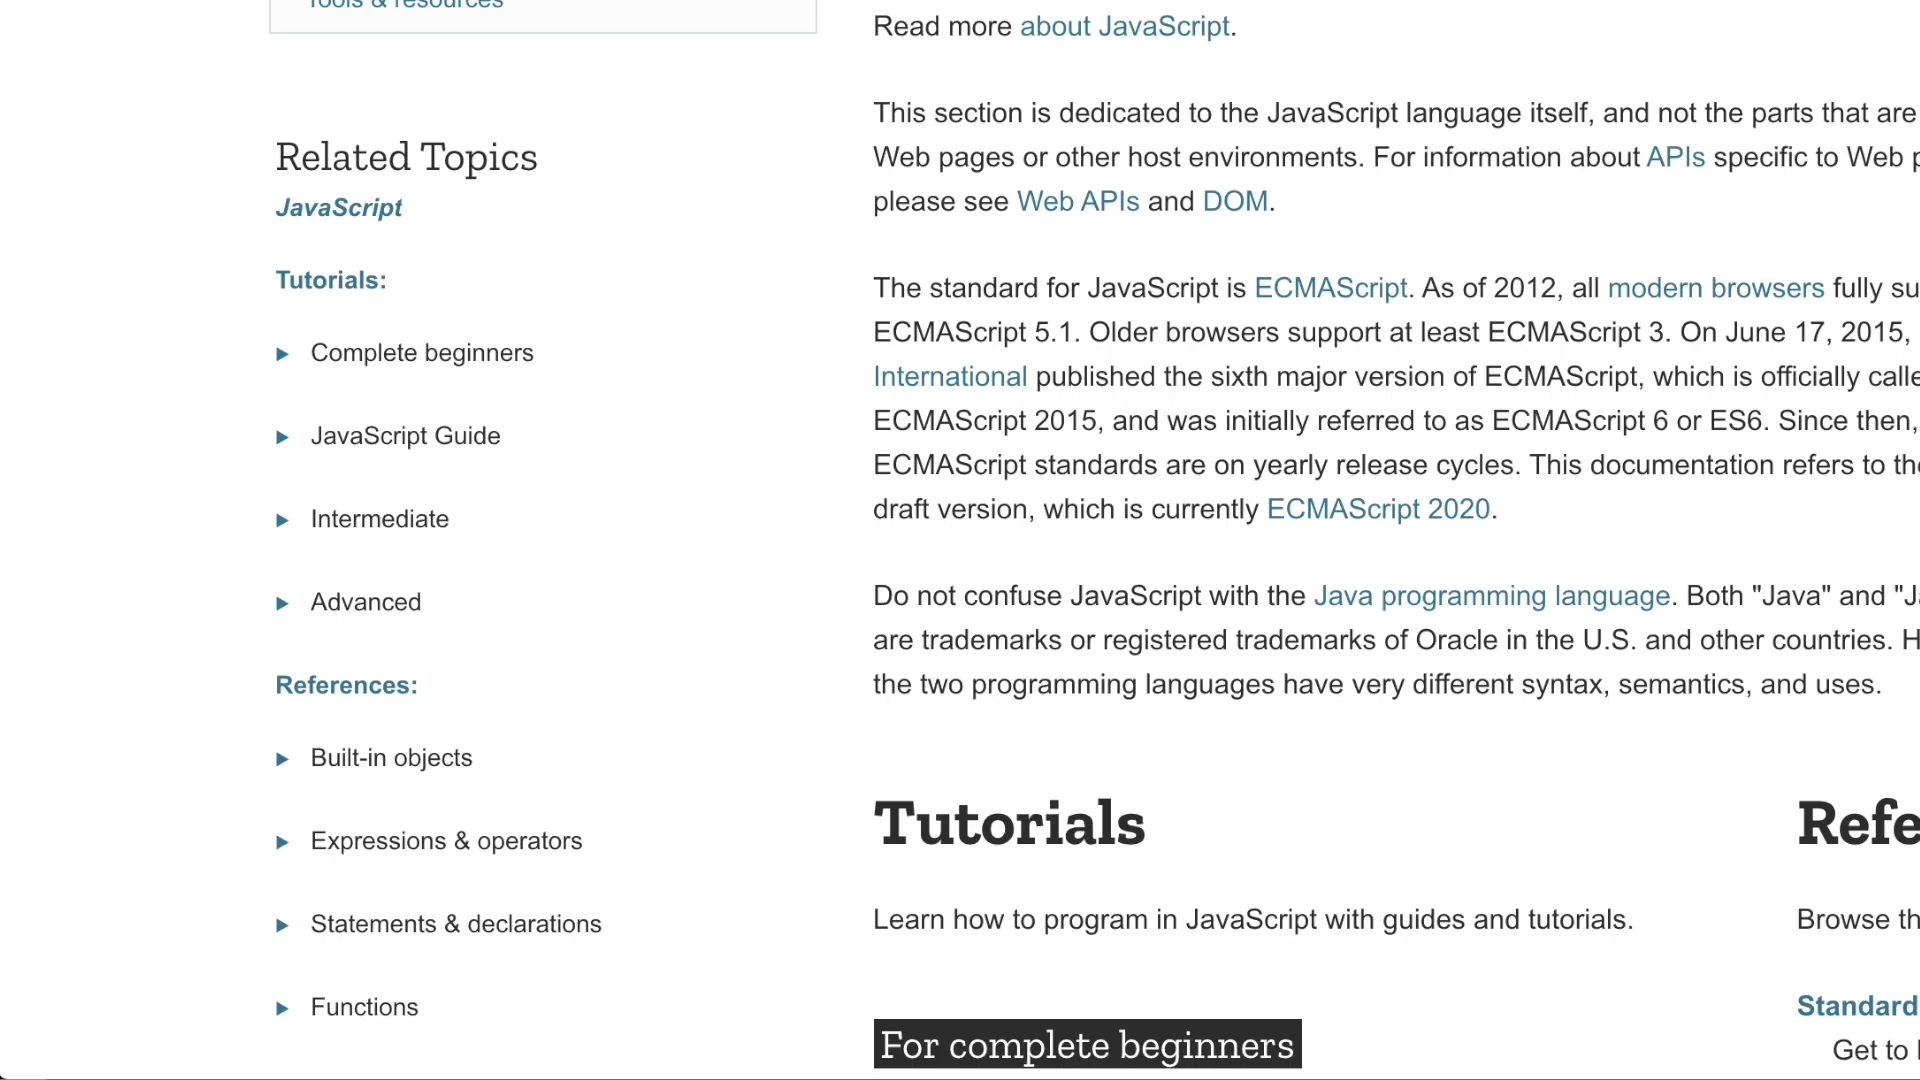 Tools & resources
Related Topics
JavaScript
Tutorials:
Complete beginners
JavaScript Guide
Intermediate
Advanced
References:
Built-in objects
Expressions & operators
Statements & declarations
Functions
Read more about JavaScript.
This section is dedicated to the JavaScript language itself, and not the parts that are
Web pages or other host environments. For information about APIs specific to Web
please see Web APIs and DOM.
The standard for JavaScript is ECMAScript. As of 2012, all modern browsers fully
ECMAScript 5.1. Older browsers support at least ECMAScript 3. On June 17, 2015,
International published the sixth major version of ECMAScript, which is officially
ECMAScript 2015, and was initially referred to as ECMAScript 6 or ES6. Since then,
ECMAScript standards are on yearly release cycles. This documentation refers to
draft version, which is currently ECMAScript 2020.
Do not confuse JavaScript with the Java programming language. Both "Java" and
are trademarks or registered trademarks of Oracle in the U.S. and other countries.
the two programming languages have very different syntax, semantics, and uses.
Tutorials
Learn how to program in JavaScript with guides and tutorials.
For complete beginners
Browse
Standard
Get to